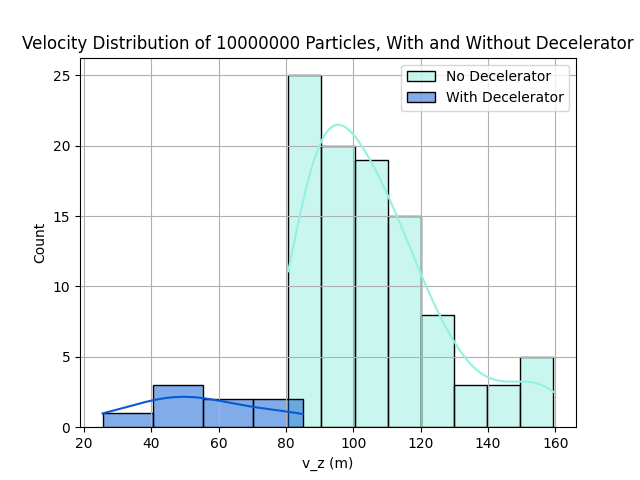 Velocity Distribution of 10000000 Particles, With and Without Decelerator
No Decelerator
With Decelerator
Count
25
20
15
10
5
0
20 40 60 80 100 120 140 160
v_z (m)